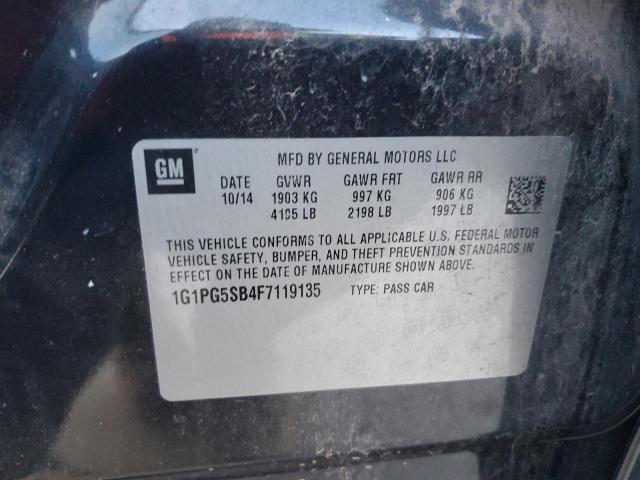 GM
MFD BY GENERAL MOTORS LLC
DATE GVWR GAWR FRT GAWR RR
10/14 1903 KG 997 KG 906 KG
4195 LB 2198 LB 1997 LB
THIS VEHICLE CONFORMS TO ALL APPLICABLE U.S. FEDERAL MOTOR
VEHICLE SAFETY, BUMPER, AND THEFT PREVENTION STANDARDS IN
EFFECT ON THE DATE OF MANUFACTURE SHOWN ABOVE.
1G1PG5SB4F7119135 TYPE: PASS CAR